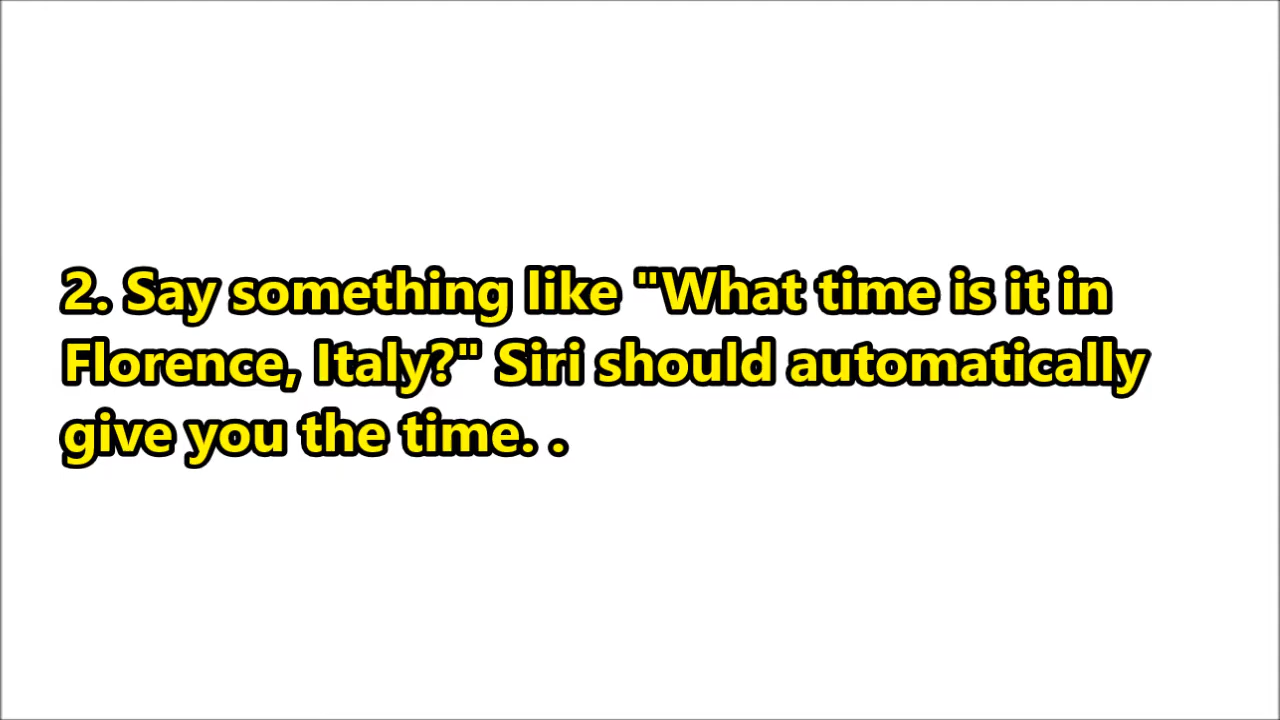 2. Say something like "What time is it in
Florence, Italy?" Siri should automatically
give you the time. .